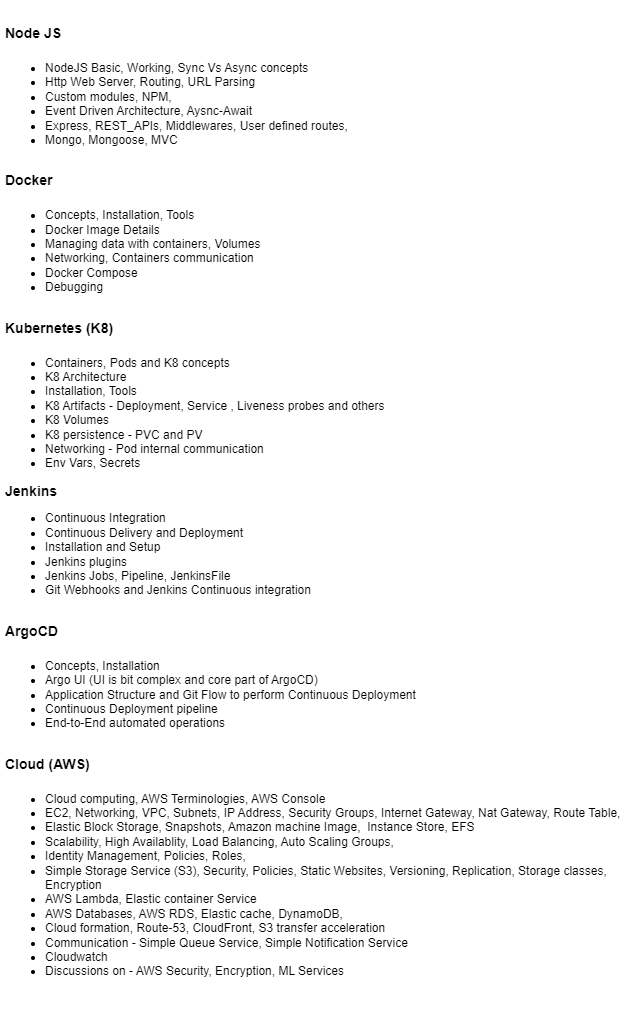 Node JS
NodeJS Basic, Working, Sync Vs Async concepts
Http Web Server, Routing, URL Parsing
Custom modules, NPM,
Event Driven Architecture, Aysnc-Await
Express, REST_APIs, Middlewares, User defined routes,
Mongo, Mongoose, MVC
Docker
Concepts, Installation, Tools
Docker Image Details
Managing data with containers, Volumes
Networking, Containers communication
Docker Compose
Debugging
Kubernetes (K8)
Containers, Pods and K8 concepts
K8 Architecture
Installation, Tools
K8 Artifacts - Deployment, Service , Liveness probes and others
K8 Volumes
K8 persistence - PVC and PV
Networking - Pod internal communication
Env Vars, Secrets
Jenkins
Continuous Integration
Continuous Delivery and Deployment
Installation and Setup
Jenkins plugins
Jenkins Jobs, Pipeline, JenkinsFile
Git Webhooks and Jenkins Continuous integration
ArgoCD
Concepts, Installation
Argo UI (UI is bit complex and core part of ArgoCD)
Application Structure and Git Flow to perform Continuous Deployment
Continuous Deployment pipeline
End-to-End automated operations
Cloud (AWS)
Cloud computing, AWS Terminologies, AWS Console
EC2, Networking, VPC, Subnets, IP Address, Security Groups, Internet Gateway, Nat Gateway, Route Table,
Elastic Block Storage, Snapshots, Amazon machine Image,  Instance Store, EFS
Scalability, High Availablity, Load Balancing, Auto Scaling Groups,
Identity Management, Policies, Roles,
Simple Storage Service (S3), Security, Policies, Static Websites, Versioning, Replication, Storage classes,
Encryption
AWS Lambda, Elastic container Service
AWS Databases, AWS RDS, Elastic cache, DynamoDB,
Cloud formation, Route-53, CloudFront, S3 transfer acceleration
Communication - Simple Queue Service, Simple Notification Service
Cloudwatch
Discussions on - AWS Security, Encryption, ML Services